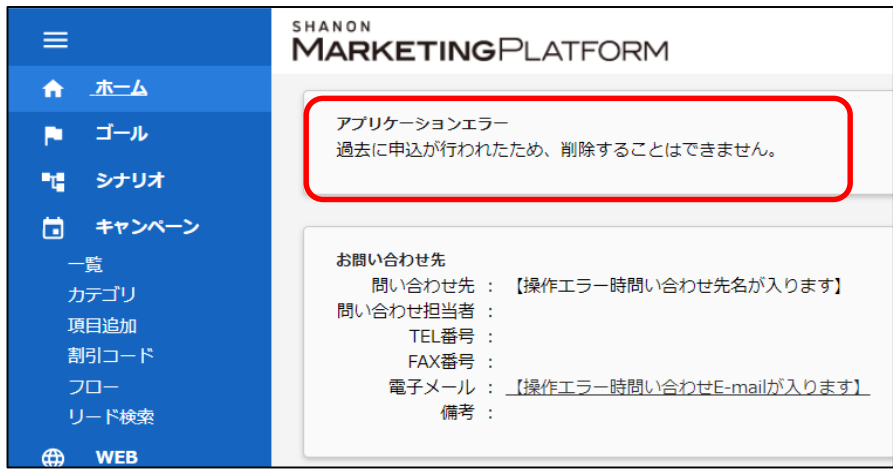 SHANON
MARKETINGPLATFORM
ホーム
ゴール
シナリオ
キャンペーン
一覧
カテゴリ
項目追加
割引コード
フロー
リード検索
WEB
アプリケーションエラー
過去に申込が行われたため、削除することはできません。
お問い合わせ先
問い合わせ先 : 【操作エラー時問い合わせ先名が入ります】
問い合わせ担当者 :
TEL番号 :
FAX番号 :
電子メール : 【操作エラー時問い合わせE-mailが入ります】
備考 :